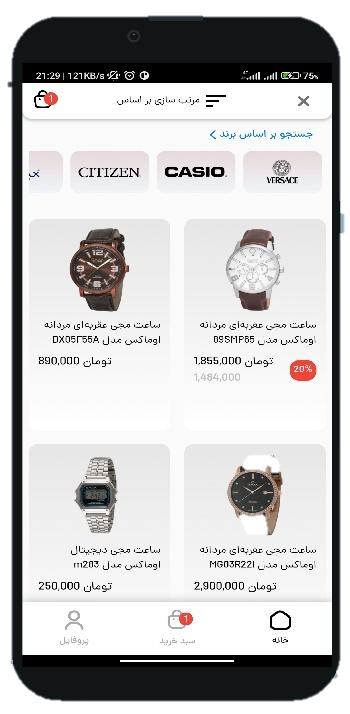 21:29 | 121KB/s
75%
1
مرتب سازی بر اساس
جستجو بر اساس برند
CITIZEN
CASIO
VERSACE
ساعت مچی عقربه‌ای مردانه
اوماکس مدل 89SMP65
1,855,000 تومان
20%
1,484,000
ساعت مچی عقربه‌ای مردانه
اوماکس مدل DX05F55A
890,000 تومان
ساعت مچی عقربه‌ای مردانه
اوماکس مدل MG03R22I
2,900,000 تومان
ساعت مچی دیجیتال
اوماکس مدل m203
250,000 تومان
خانه
1
سبد خرید
پروفایل